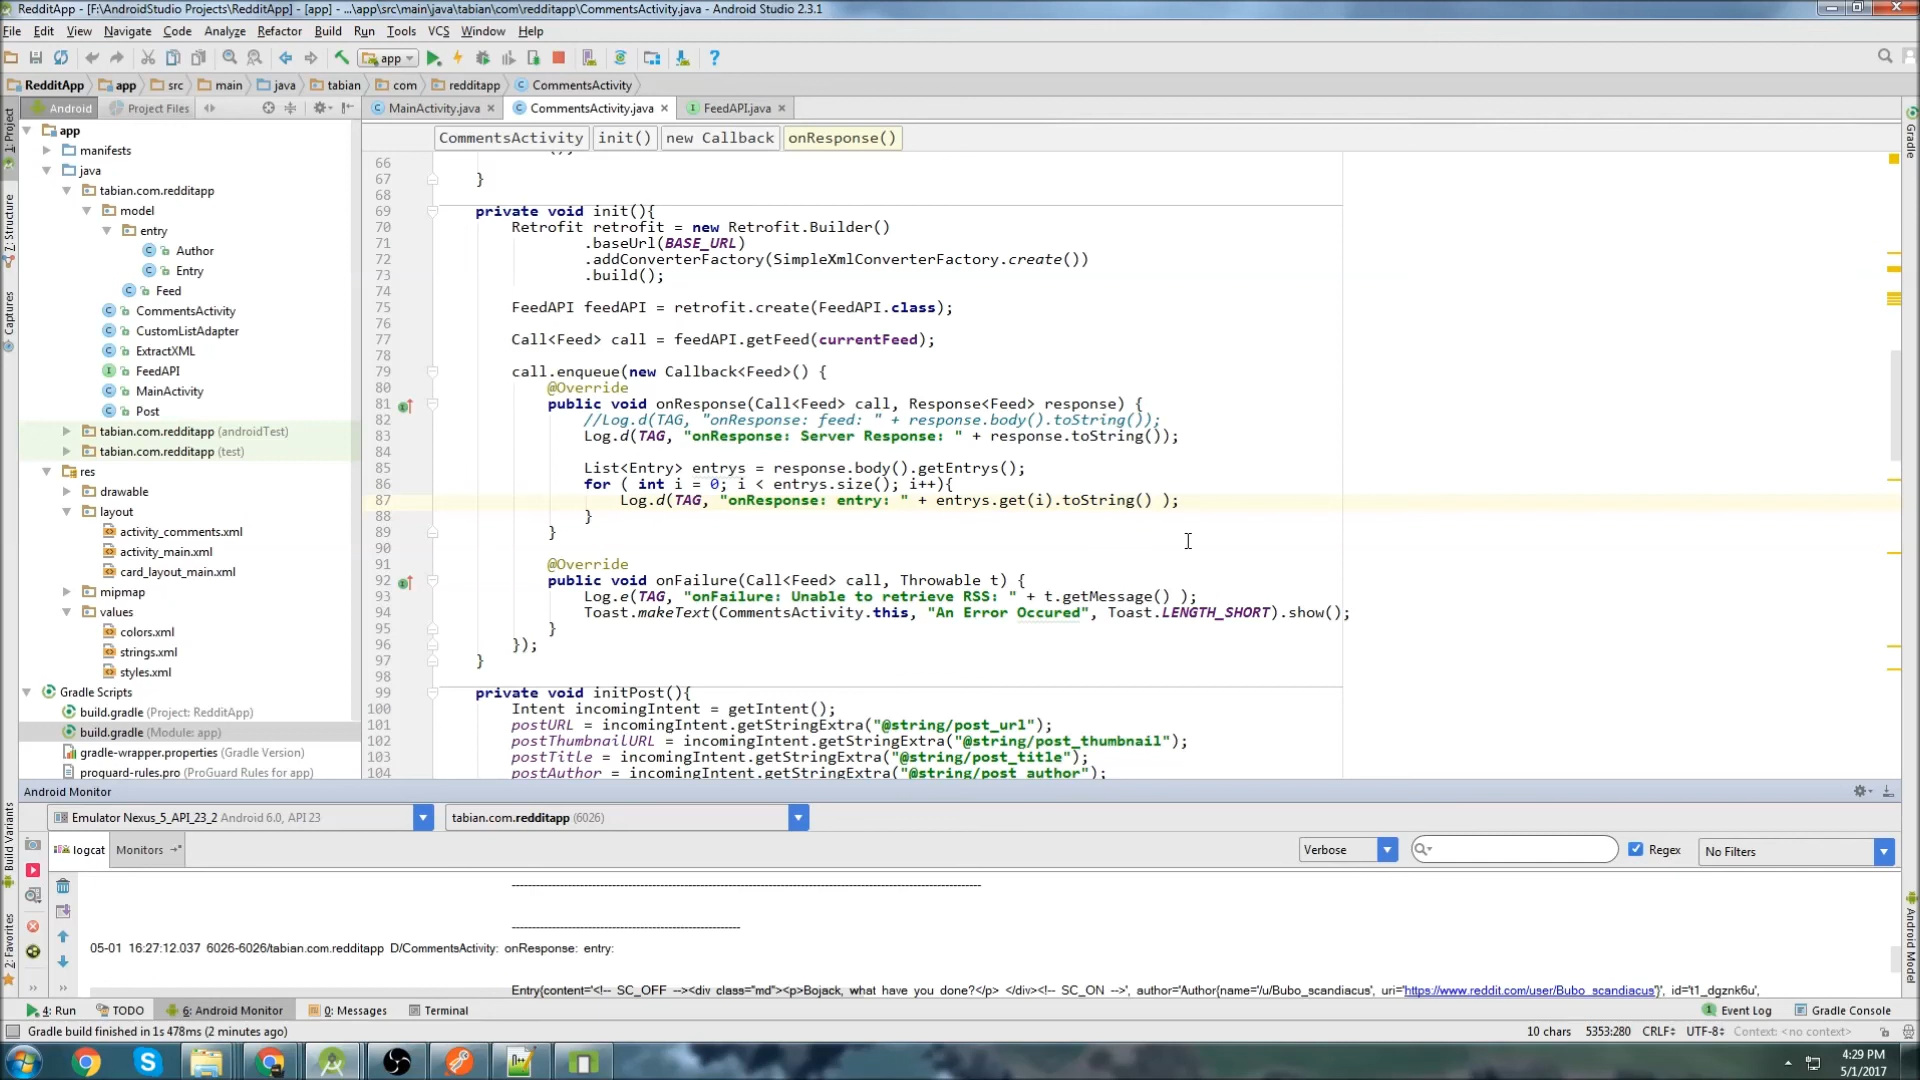 RedditApp - [F:\AndroidStudio Projects\RedditApp] - [app] - ...\app\src\main\java\tabian\com\redditapp\CommentsActivity.java - Android Studio 2.3.1
File Edit View Navigate Code Analyze Refactor Build Run Tools VCS Window Help
app
RedditApp app src main java tabian com redditapp CommentsActivity
Android Project Files MainActivity.java CommentsActivity.java FeedAPI.java
CommentsActivity init() new Callback onResponse()
1: Project
7: Structure
Captures
Build Variants
2: Favorites
Gradle
Android Model
app
manifests
java
tabian.com.redditapp
model
entry
Author
Entry
Feed
CommentsActivity
CustomListAdapter
ExtractXML
FeedAPI
MainActivity
Post
tabian.com.redditapp (androidTest)
tabian.com.redditapp (test)
res
drawable
layout
activity_comments.xml
activity_main.xml
card_layout_main.xml
mipmap
values
colors.xml
strings.xml
styles.xml
Gradle Scripts
build.gradle (Project: RedditApp)
build.gradle (Module: app)
gradle-wrapper.properties (Gradle Version)
proguard-rules.pro (ProGuard Rules for app)
66
67 }
68
69 private void init(){
70 Retrofit retrofit = new Retrofit.Builder()
71 .baseUrl(BASE_URL)
72 .addConverterFactory(SimpleXmlConverterFactory.create())
73 .build();
74
75 FeedAPI feedAPI = retrofit.create(FeedAPI.class);
76
77 Call<Feed> call = feedAPI.getFeed(currentFeed);
78
79 call.enqueue(new Callback<Feed>() {
80 @Override
81 public void onResponse(Call<Feed> call, Response<Feed> response) {
82 //Log.d(TAG, "onResponse: feed: " + response.body().toString());
83 Log.d(TAG, "onResponse: Server Response: " + response.toString());
84
85 List<Entry> entrys = response.body().getEntrys();
86 for ( int i = 0; i < entrys.size(); i++){
87 Log.d(TAG, "onResponse: entry: " + entrys.get(i).toString() );
88 }
89 }
90
91 @Override
92 public void onFailure(Call<Feed> call, Throwable t) {
93 Log.e(TAG, "onFailure: Unable to retrieve RSS: " + t.getMessage() );
94 Toast.makeText(CommentsActivity.this, "An Error Occured", Toast.LENGTH_SHORT).show();
95 }
96 });
97 }
98
99 private void initPost(){
100 Intent incomingIntent = getIntent();
101 postURL = incomingIntent.getStringExtra("@string/post_url");
102 postThumbnailURL = incomingIntent.getStringExtra("@string/post_thumbnail");
103 postTitle = incomingIntent.getStringExtra("@string/post_title");
104 postAuthor = incomingIntent.getStringExtra("@string/post_author");
Android Monitor
Emulator Nexus_5_API_23_2 Android 6.0, API 23 tabian.com.redditapp (6026)
logcat Monitors Verbose Regex No Filters
--------------------------------------------------------------------------------
----------------------------------------
05-01 16:27:12.037 6026-6026/tabian.com.redditapp D/CommentsActivity: onResponse: entry:
Entry{content='<!-- SC_OFF --><div class="md"><p>Bojack, what have you done?</p> </div><!-- SC_ON -->', author='Author{name='/u/Bubo_scandiacus', uri='https://www.reddit.com/user/Bubo_scandiacus'}', id='t1_dgznk6u',
4: Run TODO 6: Android Monitor 0: Messages Terminal Event Log Gradle Console
Gradle build finished in 1s 478ms (2 minutes ago) 10 chars 5353:280 CRLF UTF-8 Context: <no context>
4:29 PM
5/1/2017